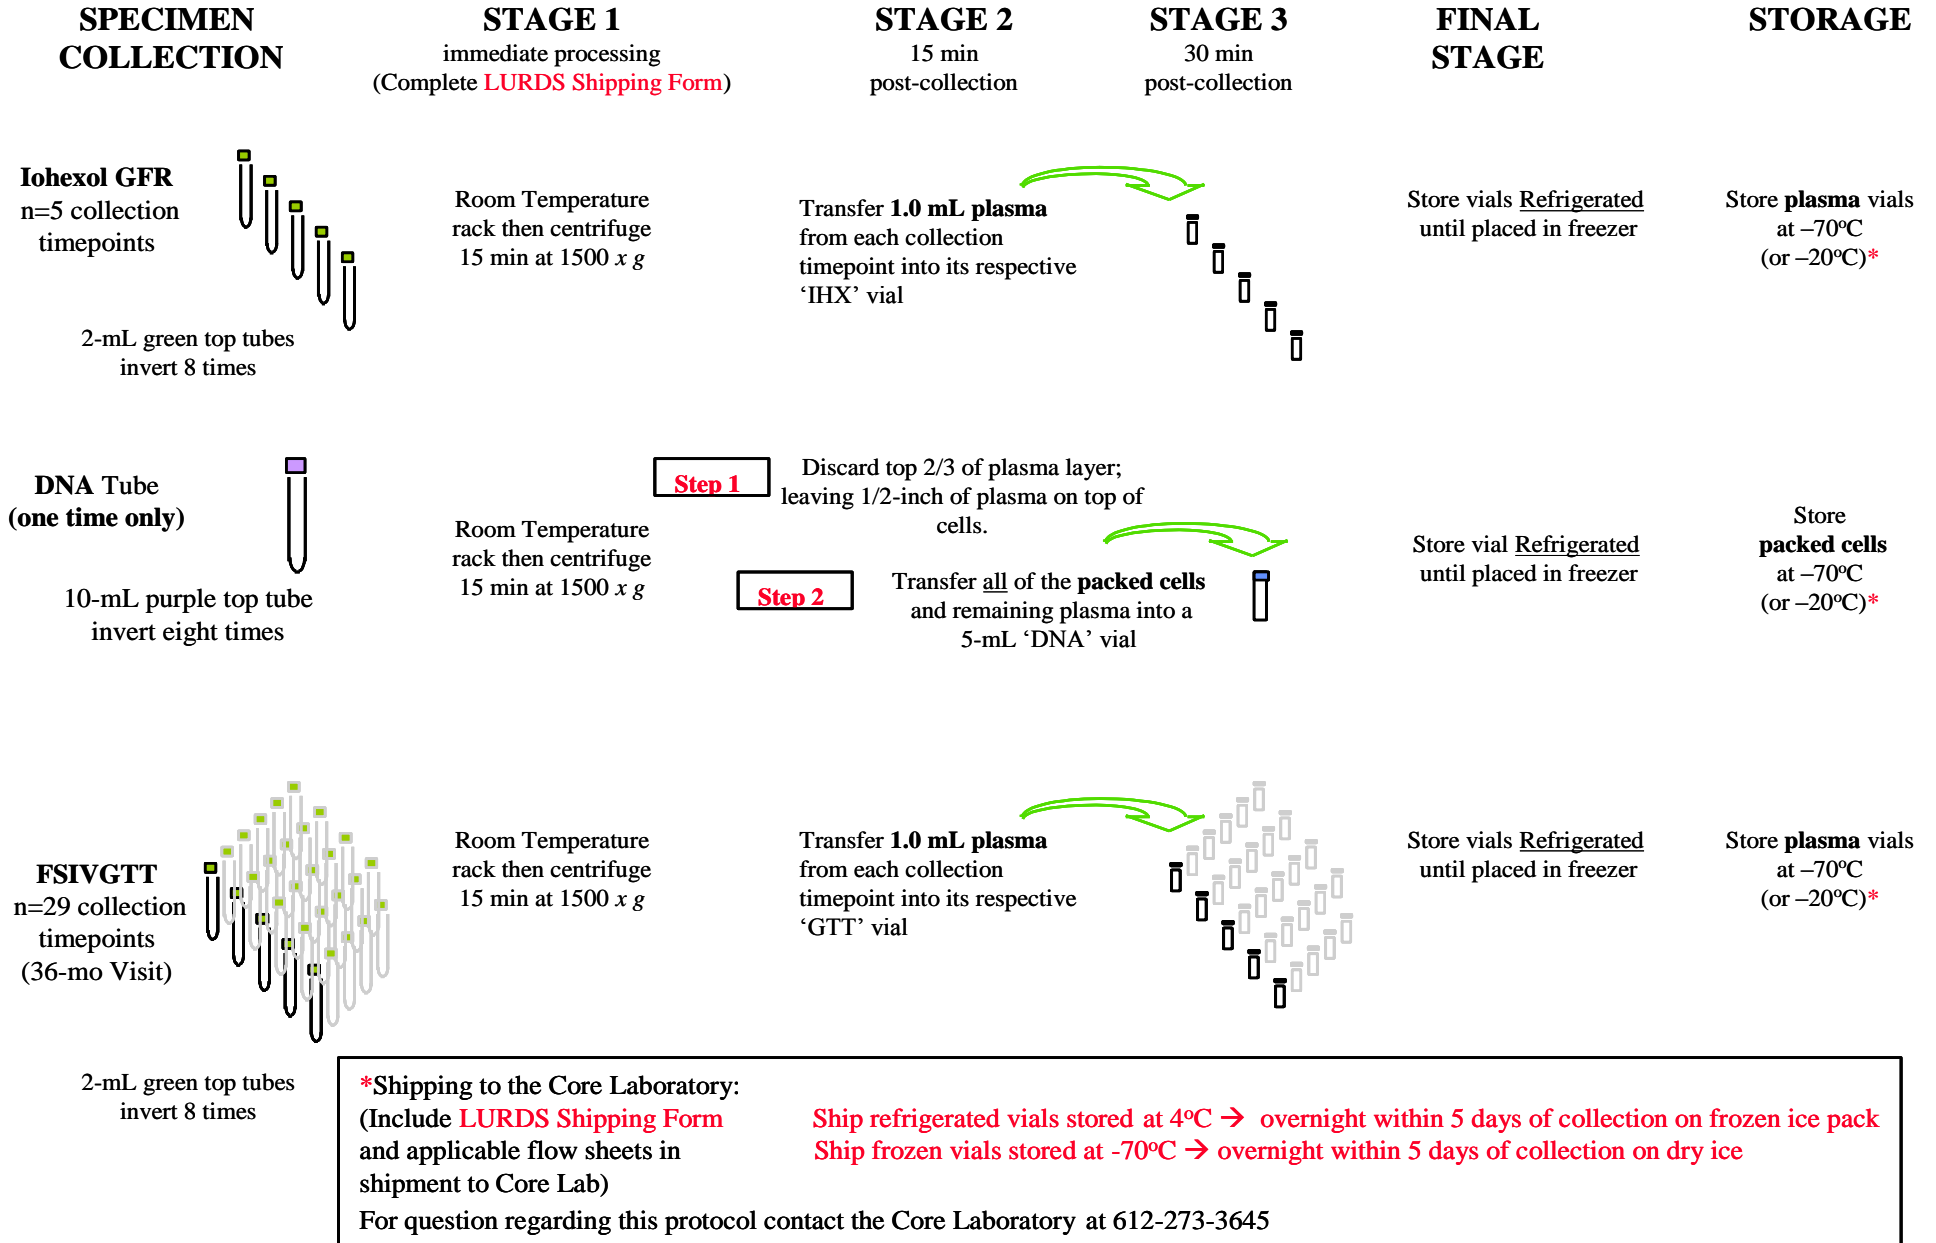 SPECIMEN
COLLECTION
STAGE 1
immediate processing
(Complete LURDS Shipping Form)
STAGE 2
15 min
post-collection
STAGE 3
30 min
post-collection
FINAL
STAGE
STORAGE
Iohexol GFR
n=5 collection
timepoints
2-mL green top tubes
invert 8 times
Room Temperature
rack then centrifuge
15 min at 1500 x g
Transfer 1.0 mL plasma
from each collection
timepoint into its respective
‘IHX’ vial
Store vials Refrigerated
until placed in freezer
Store plasma vials
at –70ºC
(or –20ºC)*
DNA Tube
(one time only)
10-mL purple top tube
invert eight times
Room Temperature
rack then centrifuge
15 min at 1500 x g
Step 1
Discard top 2/3 of plasma layer;
leaving 1/2-inch of plasma on top of
cells.
Step 2
Transfer all of the packed cells
and remaining plasma into a
5-mL ‘DNA’ vial
Store vial Refrigerated
until placed in freezer
Store
packed cells
at –70ºC
(or –20ºC)*
FSIVGTT
n=29 collection
timepoints
(36-mo Visit)
2-mL green top tubes
invert 8 times
Room Temperature
rack then centrifuge
15 min at 1500 x g
Transfer 1.0 mL plasma
from each collection
timepoint into its respective
‘GTT’ vial
Store vials Refrigerated
until placed in freezer
Store plasma vials
at –70ºC
(or –20ºC)*
*Shipping to the Core Laboratory:
(Include LURDS Shipping Form
and applicable flow sheets in
shipment to Core Lab)
Ship refrigerated vials stored at 4ºC → overnight within 5 days of collection on frozen ice pack
Ship frozen vials stored at -70ºC → overnight within 5 days of collection on dry ice
For question regarding this protocol contact the Core Laboratory at 612-273-3645